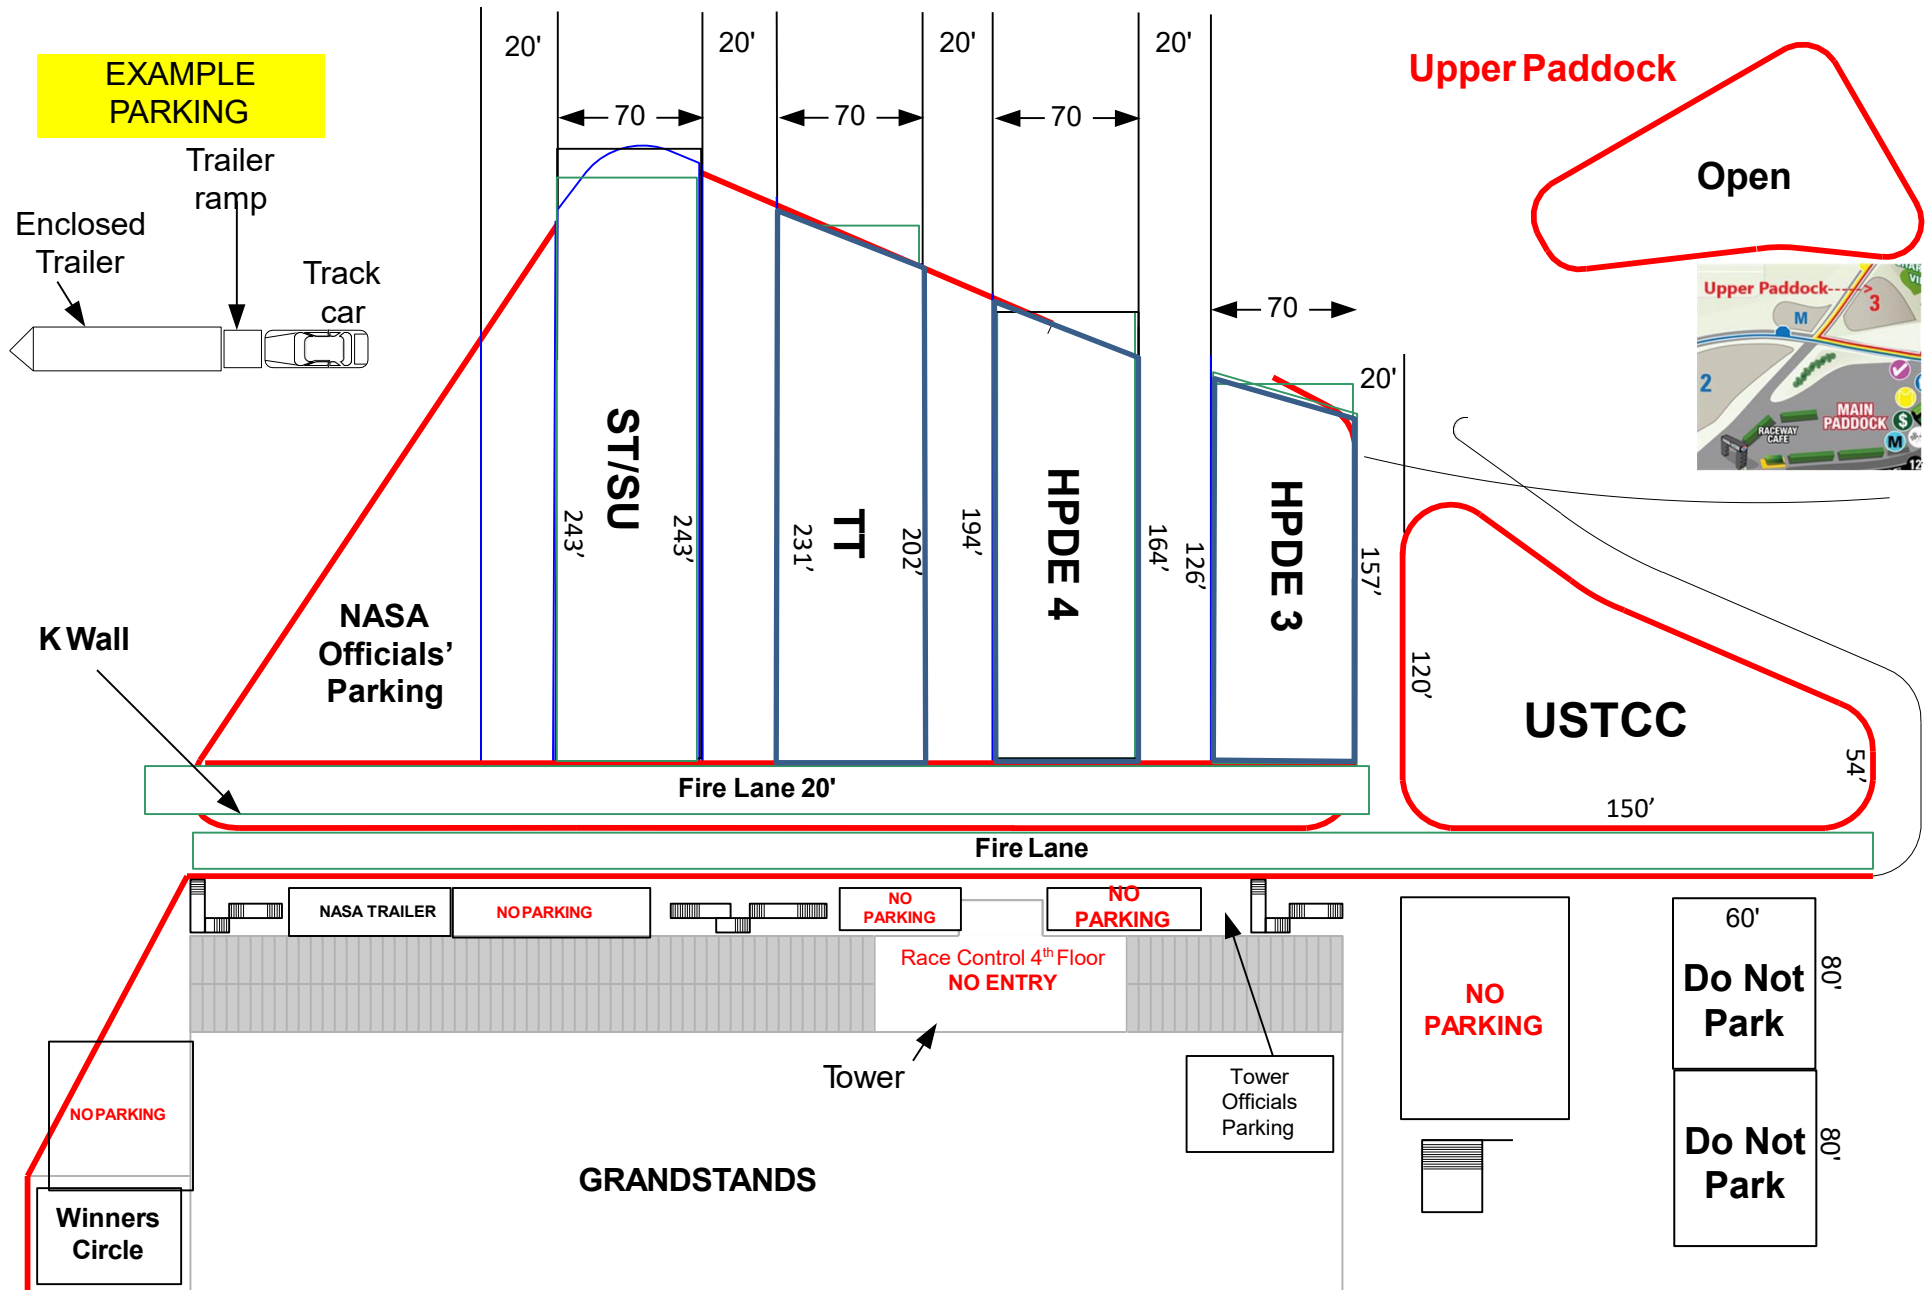 20'
20'
20'
20'
EXAMPLE
PARKING
Upper Paddock
70
70
70
Trailer
ramp
Open
Enclosed
Trailer
Track
car
Upper Paddock---->
3
M
70
20'
2
MAIN
PADDOCK
RACEWAY
CAFE
$
M
ST/SU
243’
243’
TT
231’
202’
HPDE 4
194’
164’
HPDE 3
126’
157’
NASA
Officials’
Parking
K Wall
120’
USTCC
54’
150’
Fire Lane 20'
Fire Lane
NASA TRAILER
NO PARKING
NO
PARKING
NO
PARKING
60'
Race Control 4th Floor
NO ENTRY
Do Not
Park
80'
NO
PARKING
Tower
Tower
Officials
Parking
NO PARKING
Do Not
Park
80'
GRANDSTANDS
Winners
Circle